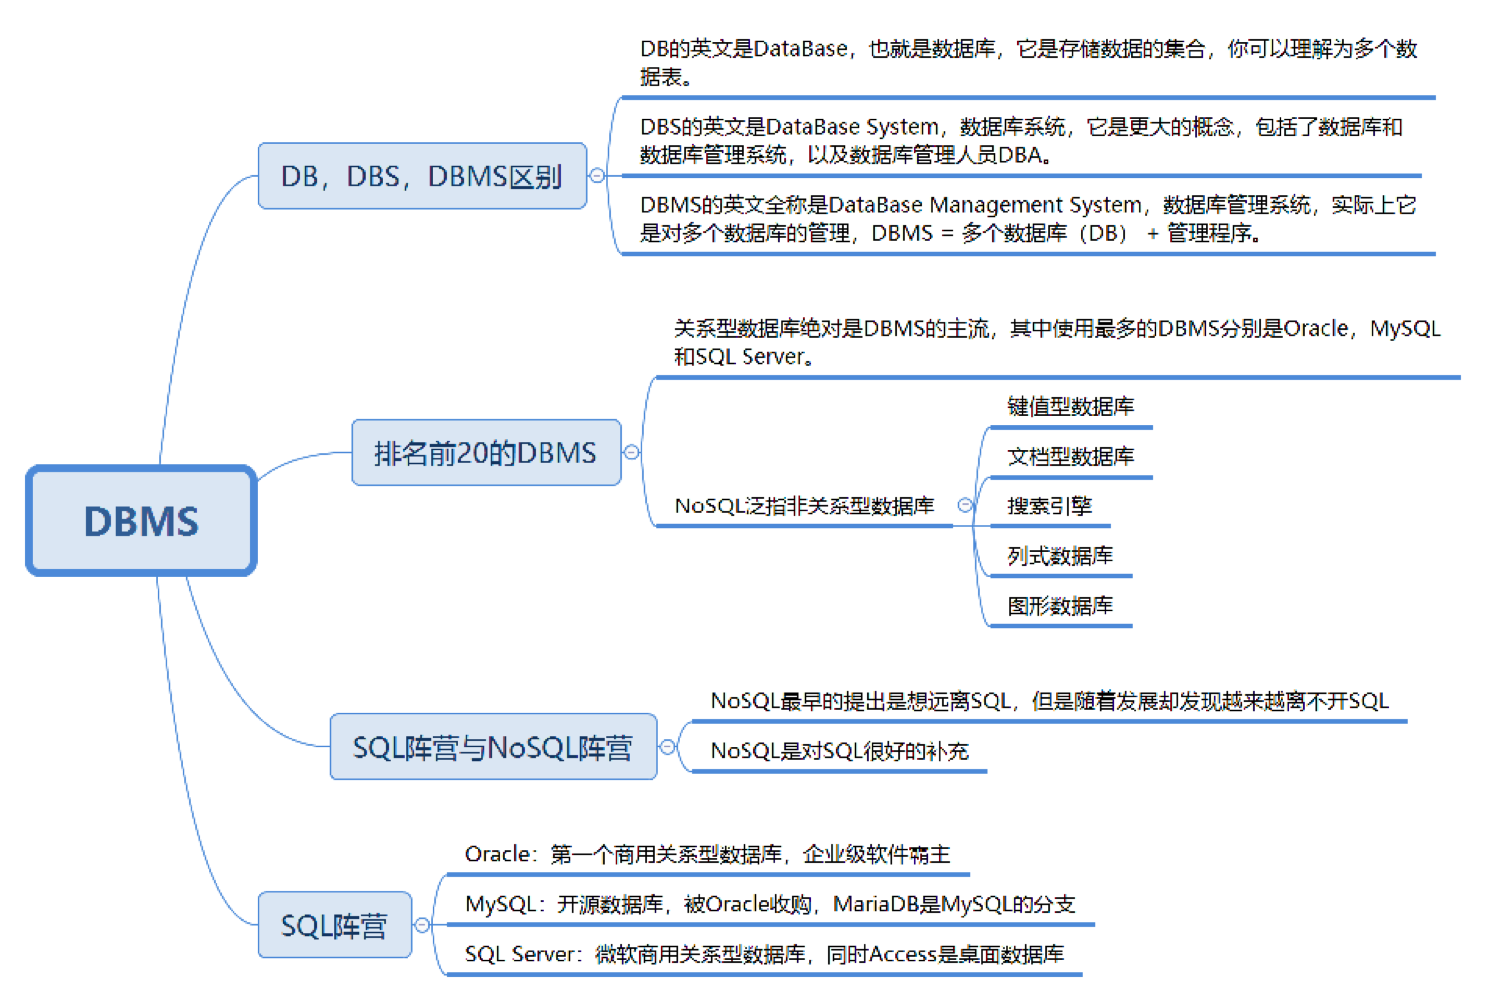 DB的英文是DataBase，也就是数据库，它是存储数据的集合，你可以理解为多个数
据表。
DBS的英文是DataBase System，数据库系统，它是更大的概念，包括了数据库和
数据库管理系统，以及数据库管理人员DBA。
DB，DBS，DBMS区别
DBMS的英文全称是DataBase Management System，数据库管理系统，实际上它
是对多个数据库的管理，DBMS = 多个数据库（DB） + 管理程序。
关系型数据库绝对是DBMS的主流，其中使用最多的DBMS分别是Oracle，MySQL
和SQL Server。
排名前20的DBMS
NoSQL泛指非关系型数据库
键值型数据库
文档型数据库
搜索引擎
列式数据库
图形数据库
DBMS
SQL阵营与NoSQL阵营
NoSQL最早的提出是想远离SQL，但是随着发展却发现越来越离不开SQL
NoSQL是对SQL很好的补充
SQL阵营
Oracle：第一个商用关系型数据库，企业级软件霸主
MySQL：开源数据库，被Oracle收购，MariaDB是MySQL的分支
SQL Server：微软商用关系型数据库，同时Access是桌面数据库